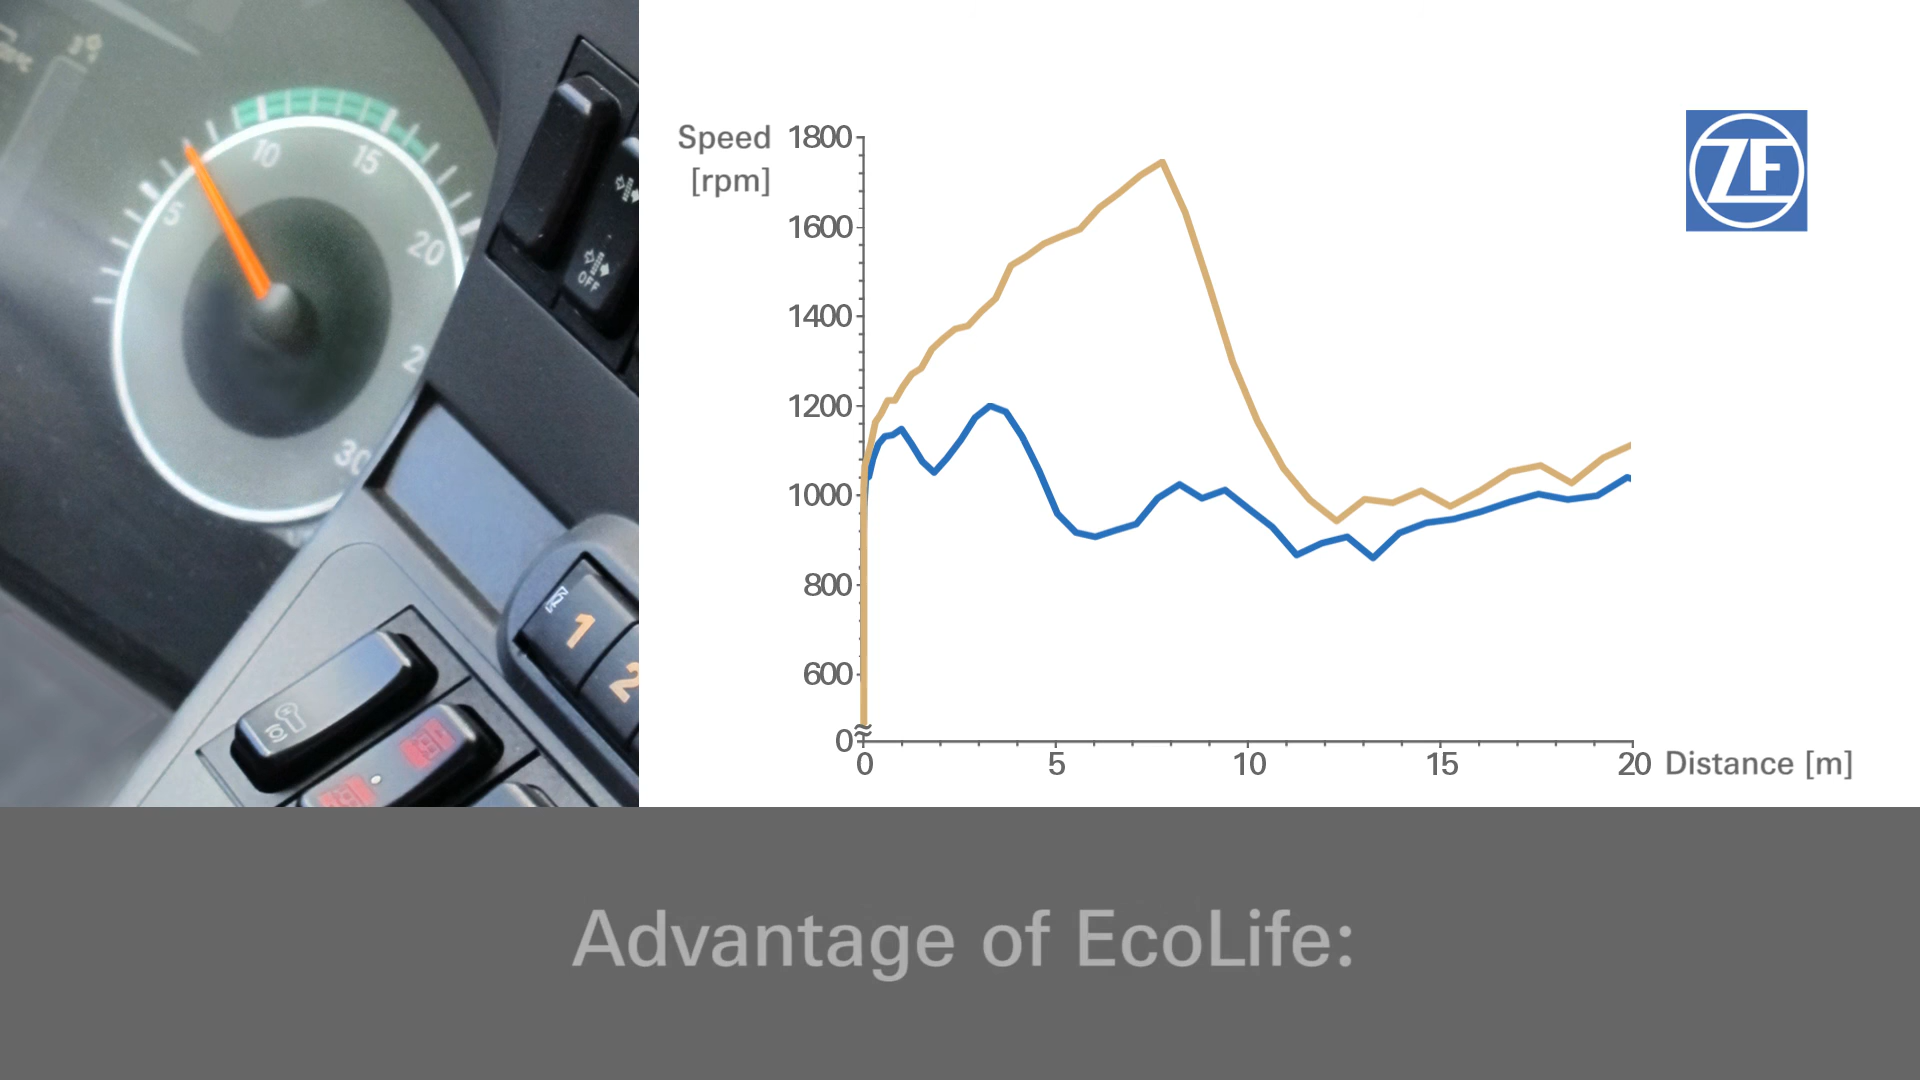 5
10
15
20
2
30
OFF
1
2
Speed
[rpm]
1800
1600
1400
1200
1000
800
600
0
0 5 10 15 20 Distance [m]
ZF
Advantage of EcoLife: